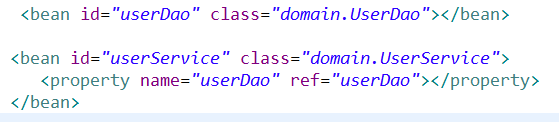 <bean id="userDao" class="domain.UserDao"></bean>
<bean id="userService" class="domain.UserService">
<property name="userDao" ref="userDao"></property>
</bean>